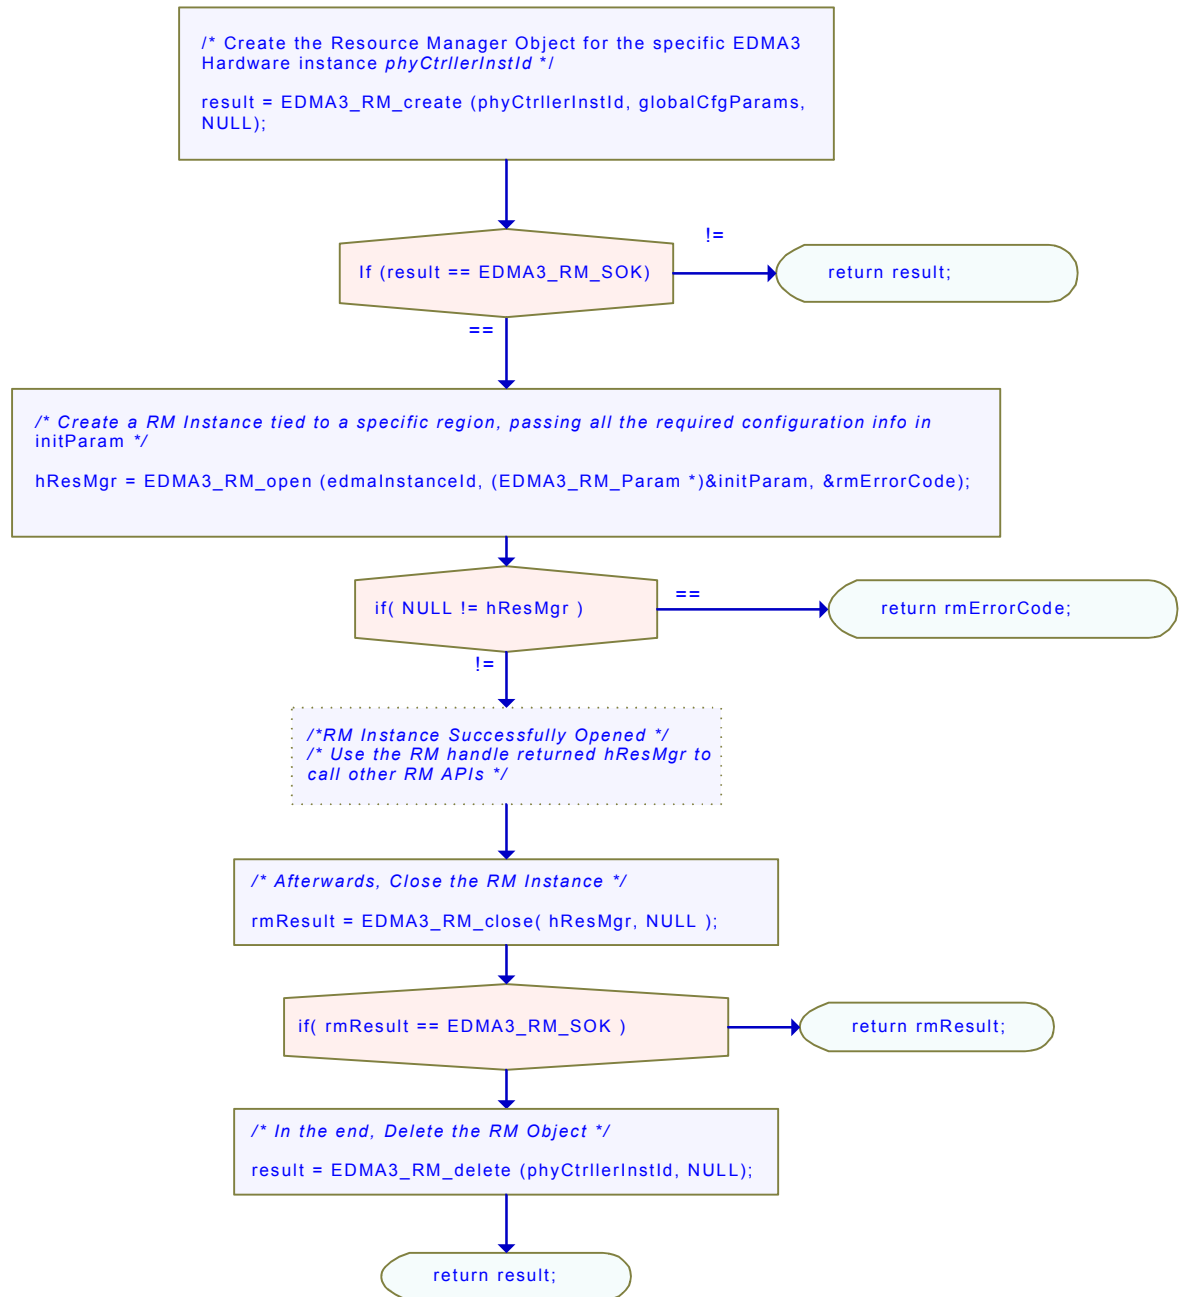 /* Create the Resource Manager Object for the specific EDMA3
Hardware instance phyCtrllerInstId */
result = EDMA3_RM_create (phyCtrllerInstId, globalCfgParams,
NULL);
If (result == EDMA3_RM_SOK)
!=
return result;
==
/* Create a RM Instance tied to a specific region, passing all the required configuration info in
initParam */
hResMgr = EDMA3_RM_open (edmaInstanceId, (EDMA3_RM_Param *)&initParam, &rmErrorCode);
if( NULL != hResMgr )
==
return rmErrorCode;
!=
/*RM Instance Successfully Opened */
/* Use the RM handle returned hResMgr to
call other RM APIs */
/* Afterwards, Close the RM Instance */
rmResult = EDMA3_RM_close( hResMgr, NULL );
if( rmResult == EDMA3_RM_SOK )
return rmResult;
/* In the end, Delete the RM Object */
result = EDMA3_RM_delete (phyCtrllerInstId, NULL);
return result;